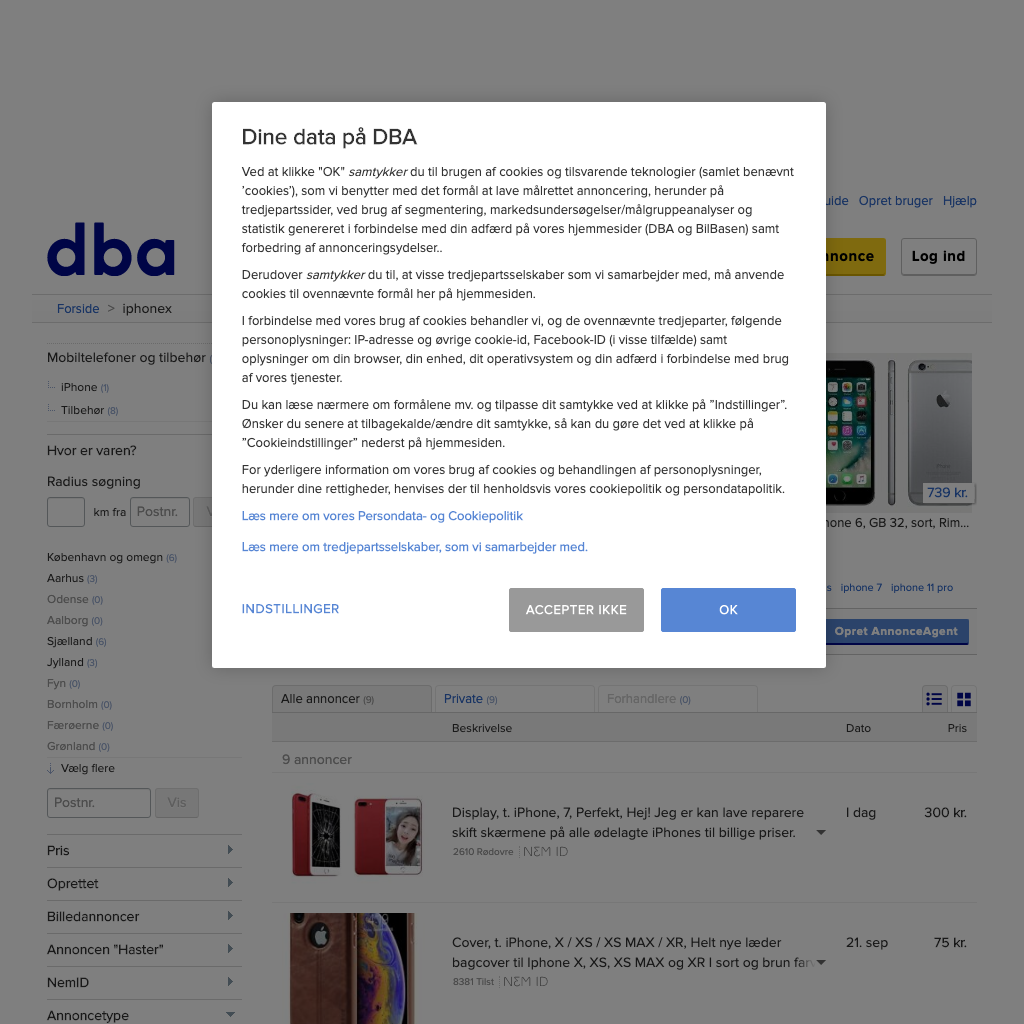 Dine data på DBA
Ved at klikke "OK" samtykker du til brugen af cookies og tilsvarende teknologier (samlet benævnt
’cookies’), som vi benytter med det formål at lave målrettet annoncering, herunder på
tredjepartssider, ved brug af segmentering, markedsundersøgelser/målgruppeanalyser og
statistik genereret i forbindelse med din adfærd på vores hjemmesider (DBA og BilBasen) samt
forbedring af annonceringsydelser..
Derudover samtykker du til, at visse tredjepartsselskaber som vi samarbejder med, må anvende
cookies til ovennævnte formål her på hjemmesiden.
I forbindelse med vores brug af cookies behandler vi, og de ovennævnte tredjeparter, følgende
personoplysninger: IP-adresse og øvrige cookie-id, Facebook-ID (i visse tilfælde) samt
oplysninger om din browser, din enhed, dit operativsystem og din adfærd i forbindelse med brug
af vores tjenester.
Du kan læse nærmere om formålene mv. og tilpasse dit samtykke ved at klikke på ”Indstillinger”.
Ønsker du senere at tilbagekalde/ændre dit samtykke, så kan du gøre det ved at klikke på
”Cookieindstillinger” nederst på hjemmesiden.
For yderligere information om vores brug af cookies og behandlingen af personoplysninger,
herunder dine rettigheder, henvises der til henholdsvis vores cookiepolitik og persondatapolitik.
Læs mere om vores Persondata- og Cookiepolitik
Læs mere om tredjepartsselskaber, som vi samarbejder med.
INDSTILLINGER
ACCEPTER IKKE
OK
uide Opret bruger Hjælp
dba
nonce
Log ind
Forside > iphonex
Mobiltelefoner og tilbehør
iPhone (1)
Tilbehør (8)
Hvor er varen?
Radius søgning
km fra Postnr.
København og omegn (6)
Aarhus (3)
Odense (0)
Aalborg (0)
Sjælland (6)
Jylland (3)
Fyn (0)
Bornholm (0)
Færøerne (0)
Grønland (0)
Vælg flere
Postnr. Vis
Pris
Oprettet
Billedannoncer
Annoncen "Haster"
NemID
Annoncetype
739 kr.
hone 6, GB 32, sort, Rim...
s iphone 7 iphone 11 pro
Opret AnnonceAgent
Alle annoncer (9) Private (9) Forhandlere (0)
Beskrivelse Dato Pris
9 annoncer
Display, t. iPhone, 7, Perfekt, Hej! Jeg er kan lave reparere I dag 300 kr.
skift skærmene på alle ødelagte iPhones til billige priser.
2610 Rødovre NEM ID
Cover, t. iPhone, X / XS / XS MAX / XR, Helt nye læder 21. sep 75 kr.
bagcover til Iphone X, XS, XS MAX og XR I sort og brun farv
8381 Tilst NEM ID